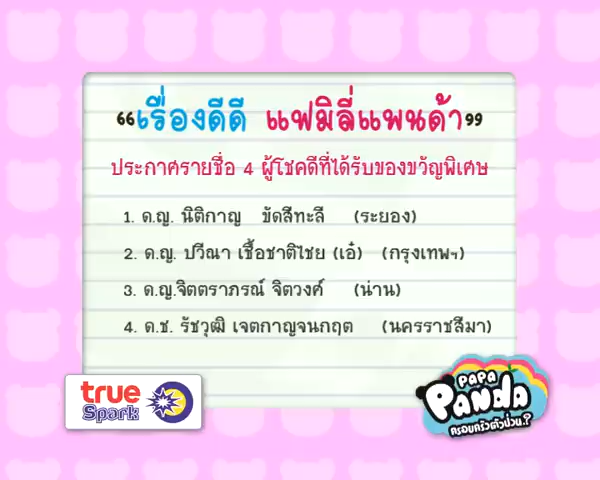 “เรื่องดีดี แฟมิลี่แพนด้า”
ประกาศรายชื่อ 4 ผู้โชคดีที่ได้รับของขวัญพิเศษ
1. ด.ญ. นิติกาญ ขัดสีทะลี (ระยอง)
2. ด.ญ. ปวีณา เชื้อชาติไชย (เอ๋) (กรุงเทพฯ)
3. ด.ญ.จิตตราภรณ์ จิตวงค์ (น่าน)
4. ด.ช. รัชวุฒิ เจตกาญจนกฤต (นครราชสีมา)
true
Spark
PAPA
PANDA
ครอบครัวตัวป่วน.?